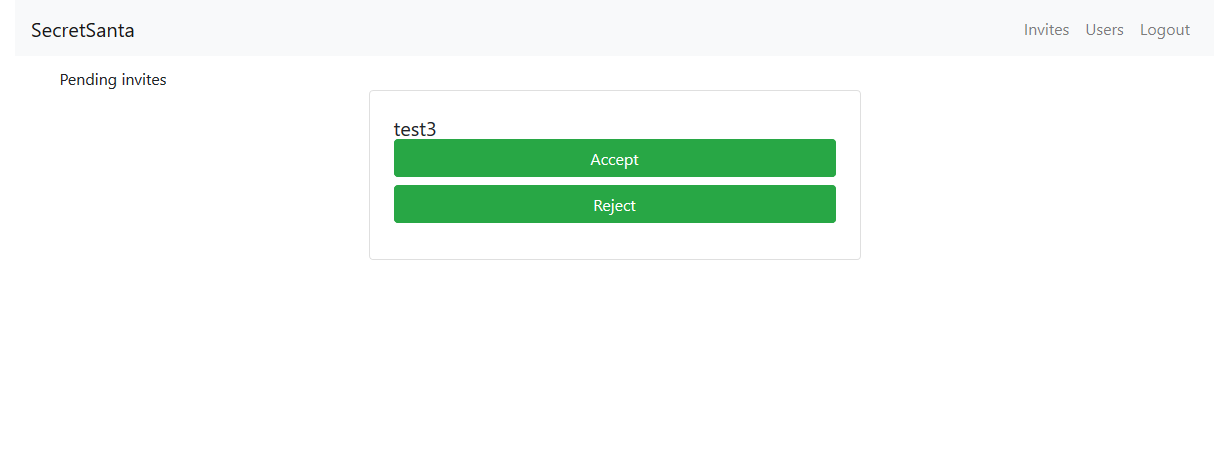 SecretSanta Invites Users Logout
Pending invites
test3
Accept
Reject